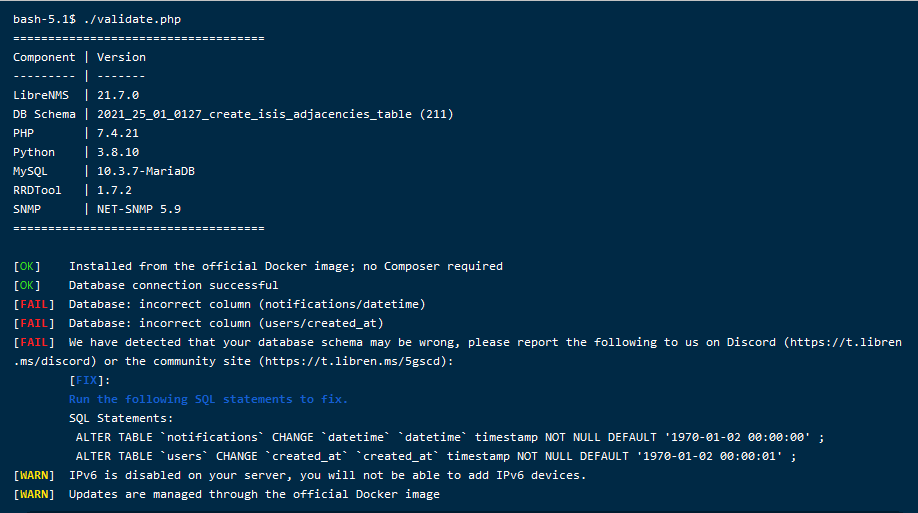 bash-5.1$ ./validate.php
====================================
Component | Version
--------- | -------
LibreNMS  | 21.7.0
DB Schema | 2021_25_01_0127_create_isis_adjacencies_table (211)
PHP       | 7.4.21
Python    | 3.8.10
MySQL     | 10.3.7-MariaDB
RRDTool   | 1.7.2
SNMP      | NET-SNMP 5.9
====================================
[OK]    Installed from the official Docker image; no Composer required
[OK]    Database connection successful
[FAIL]  Database: incorrect column (notifications/datetime)
[FAIL]  Database: incorrect column (users/created_at)
[FAIL]  We have detected that your database schema may be wrong, please report the following to us on Discord (https://t.libren
.ms/discord) or the community site (https://t.libren.ms/5gscd):
        [FIX]:
        Run the following SQL statements to fix.
        SQL Statements:
         ALTER TABLE `notifications` CHANGE `datetime` `datetime` timestamp NOT NULL DEFAULT '1970-01-02 00:00:00' ;
         ALTER TABLE `users` CHANGE `created_at` `created_at` timestamp NOT NULL DEFAULT '1970-01-02 00:00:01' ;
[WARN]  IPv6 is disabled on your server, you will not be able to add IPv6 devices.
[WARN]  Updates are managed through the official Docker image